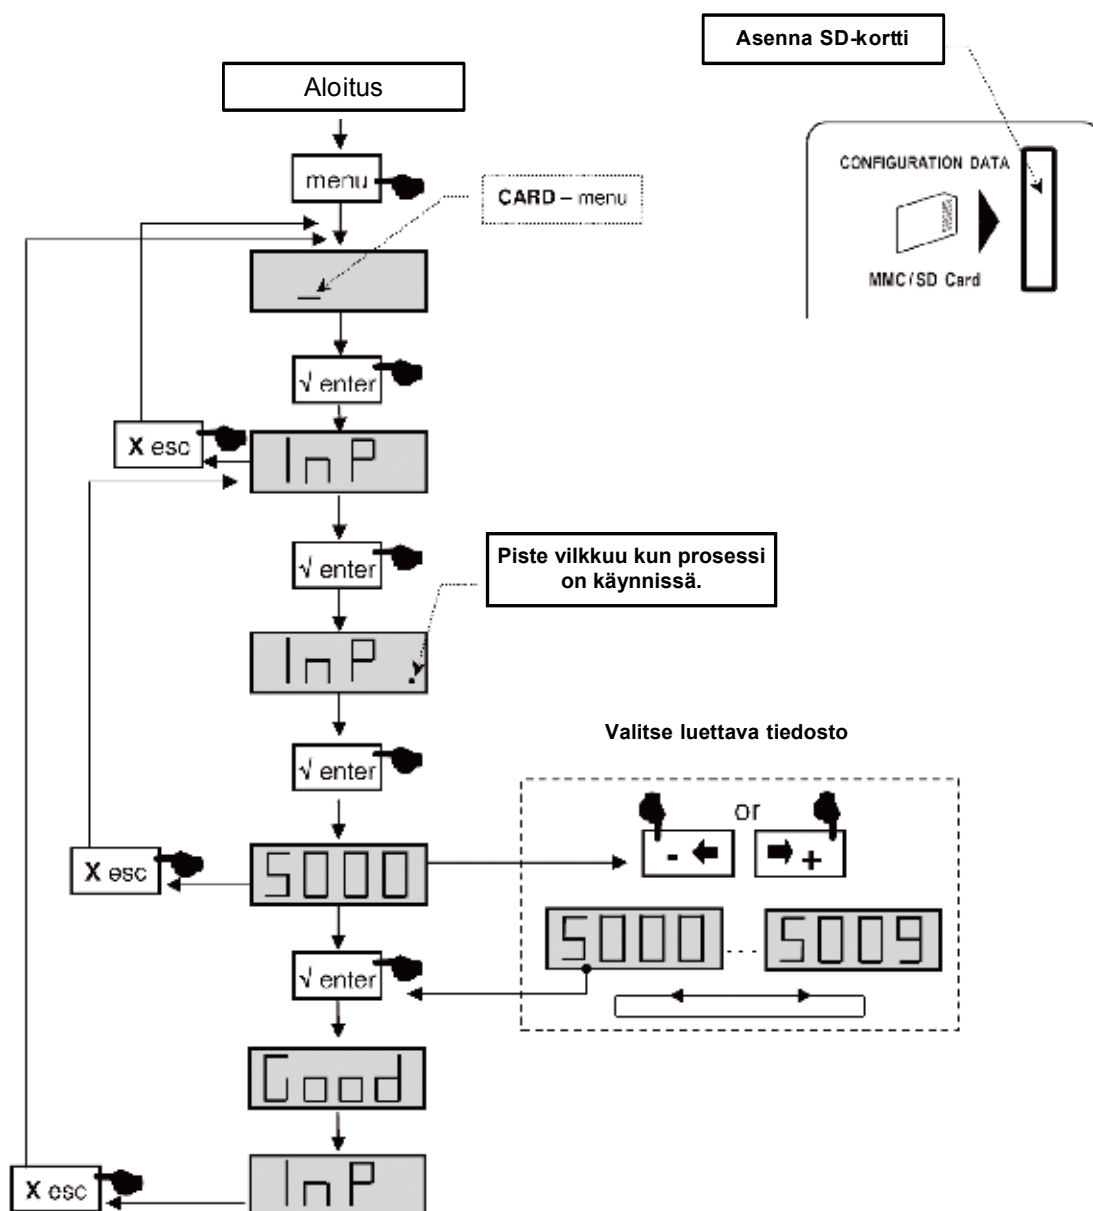 Asenna SD-kortti
Aloitus
CONFIGURATION DATA
MMC/SD Card
menu
CARD – menu
√ enter
X esc
InP
√ enter
Piste vilkkuu kun prosessi
on käynnissä.
InP.
√ enter
Valitse luettava tiedosto
or
- +
X esc
5000
5000 .... 5009
√ enter
Good
X esc
InP